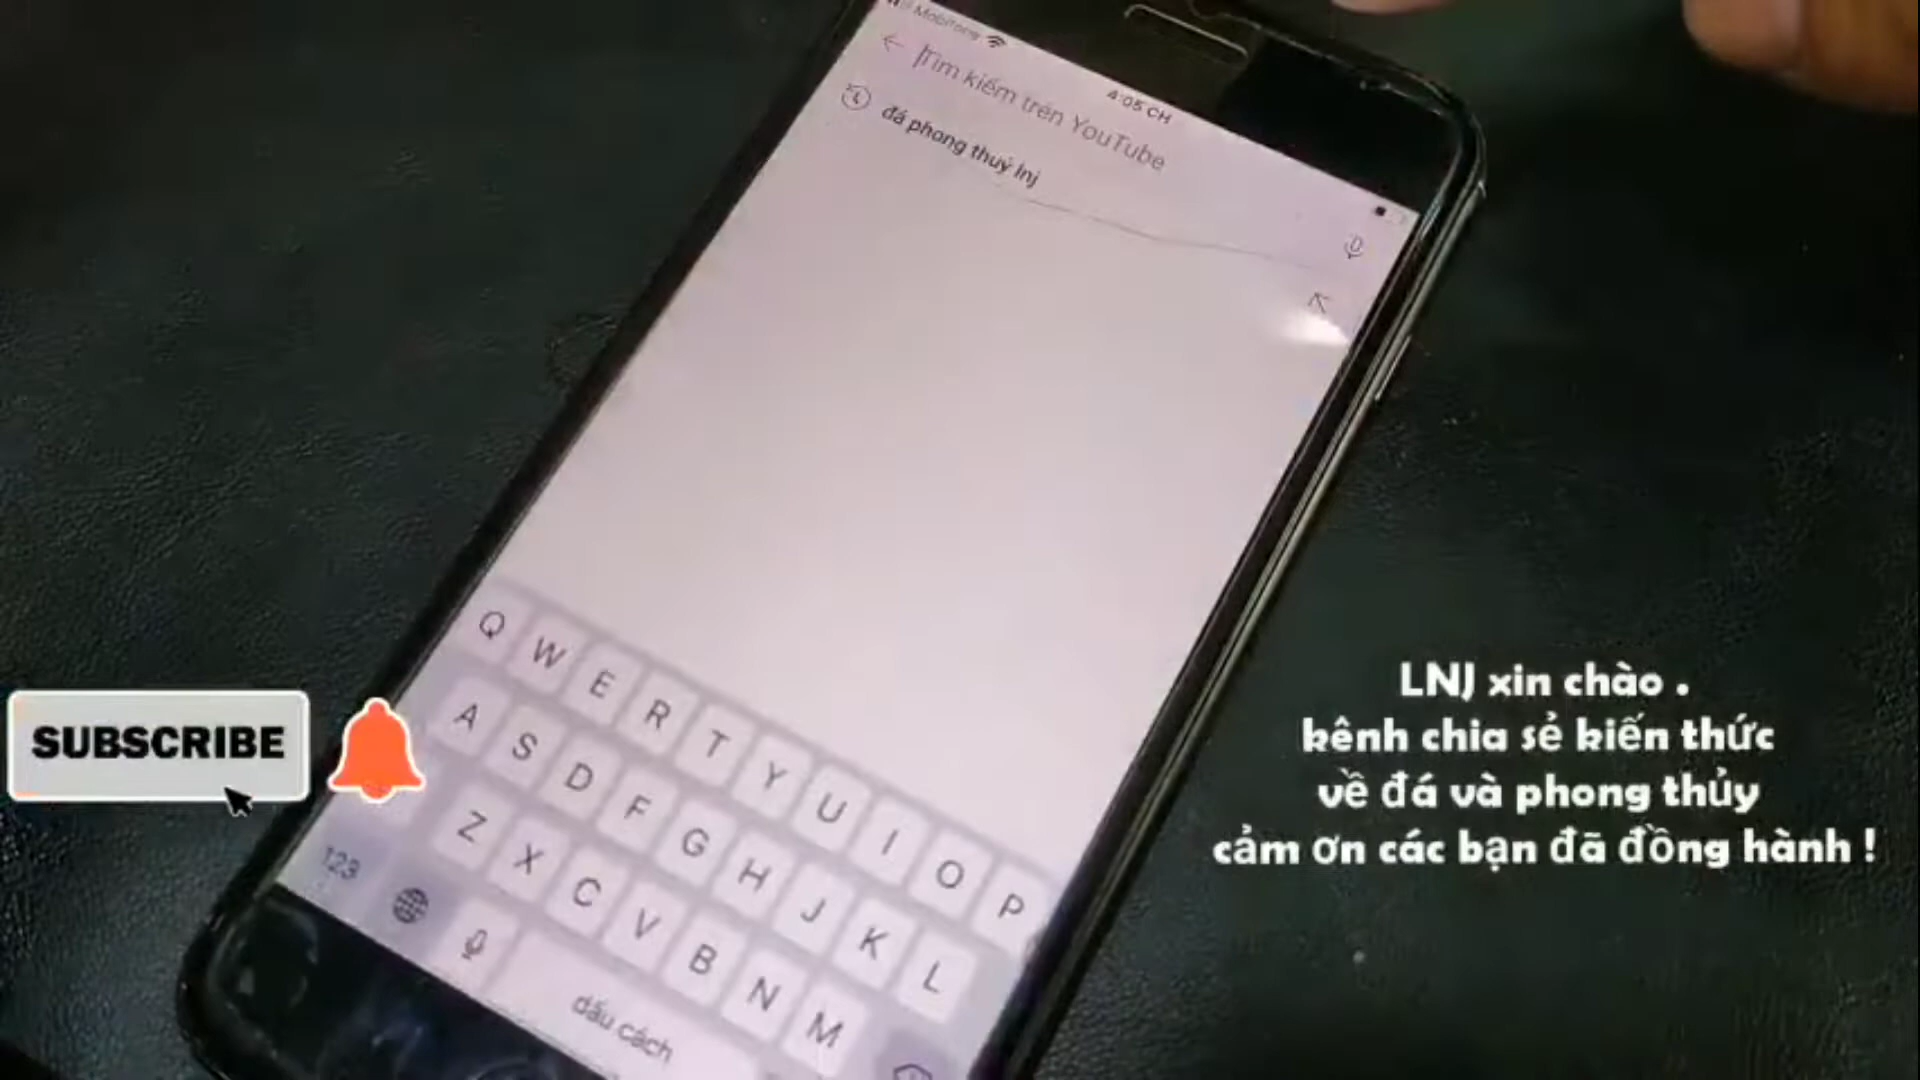 Mobifone
4:05 CH
Tìm kiếm trên YouTube
đá phong thuỷ lnj
Q W E R T Y U I O P
A S D F G H J K L
Z X C V B N M
123
dấu cách
SUBSCRIBE
LNJ xin chào .
kênh chia sẻ kiến thức
về đá và phong thủy
cảm ơn các bạn đã đồng hành !